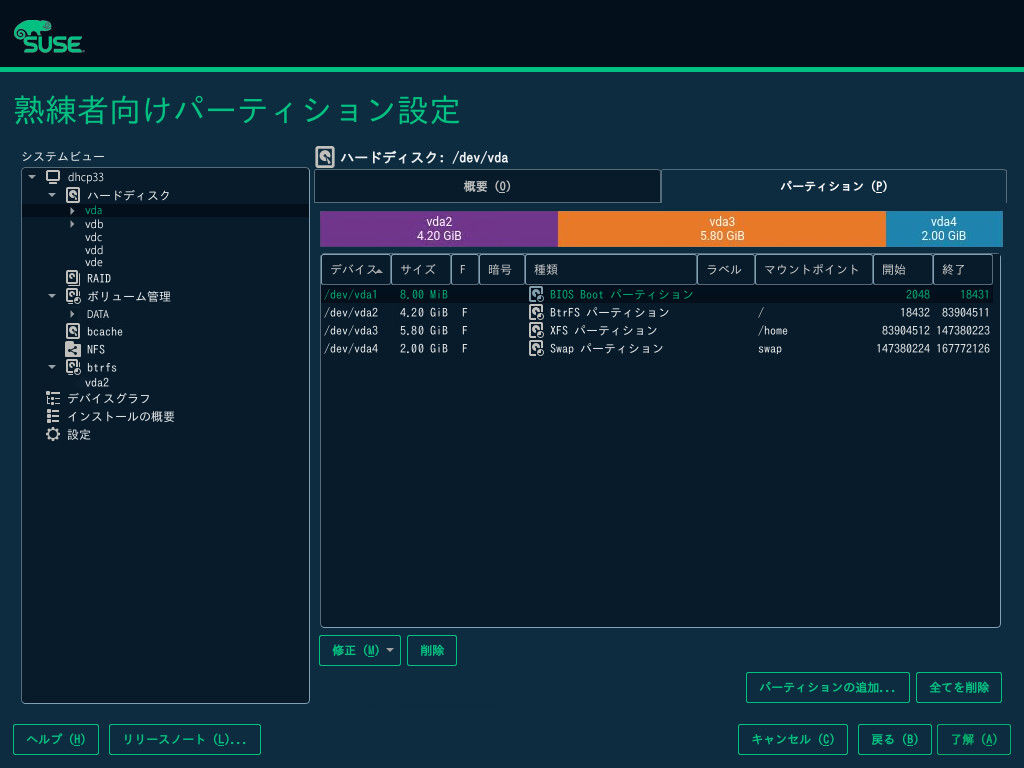 SUSE
熟練者向けパーティション設定
システムビュー
dhcp33
ハードディスク
vda
vdb
vdc
vdd
vde
RAID
ボリューム管理
DATA
bcache
NFS
btrfs
vda2
デバイスグラフ
インストールの概要
設定
ハードディスク: /dev/vda
概要 (O) パーティション (P)
vda2 vda3 vda4
4.20 GiB 5.80 GiB 2.00 GiB
デバイス サイズ F 暗号 種類 ラベル マウントポイント 開始 終了
/dev/vda1 8.00 MiB BIOS Boot パーティション 2048 18431
/dev/vda2 4.20 GiB F BtrFS パーティション / 18432 83904511
/dev/vda3 5.80 GiB F XFS パーティション /home 83904512 147380223
/dev/vda4 2.00 GiB F Swap パーティション swap 147380224 167772126
修正 (M) 削除
パーティションの追加... 全てを削除
ヘルプ (H) リリースノート (L)... キャンセル (C) 戻る (B) 了解 (A)